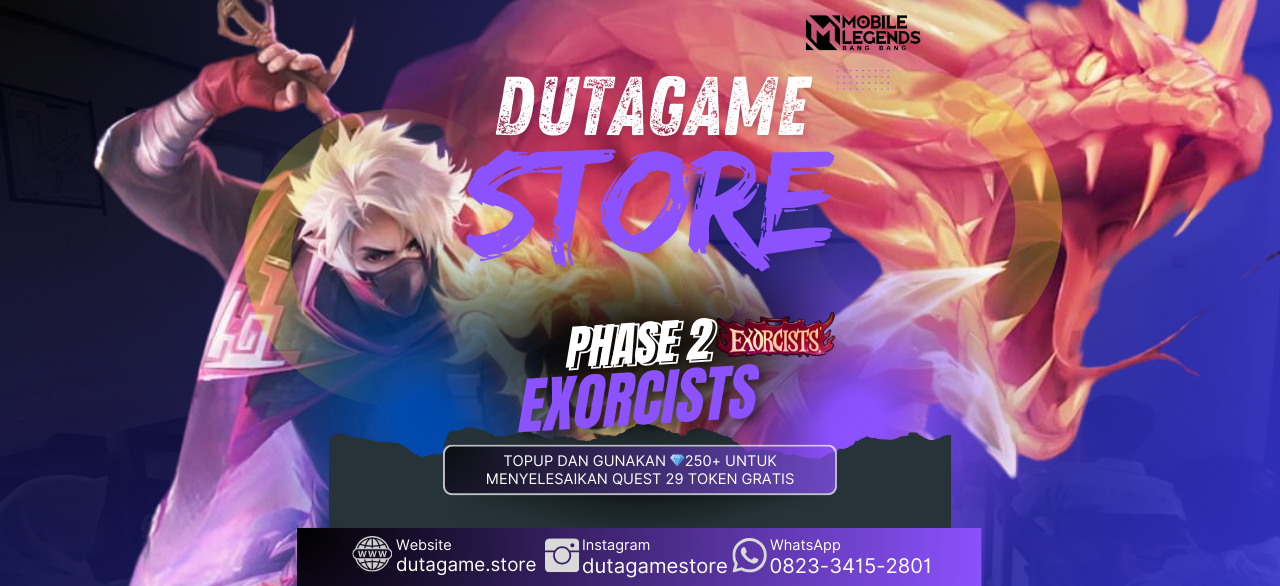 MOBILE
LEGENDS
BANG BANG
DUTAGAME
STORE
PHASE 2
EXORCISTS
EXORCISTS
TOPUP DAN GUNAKAN 💎250+ UNTUK
MENYELESAIKAN QUEST 29 TOKEN GRATIS
WWW
Website
dutagame.store
Instagram
dutagamestore
WhatsApp
0823-3415-2801